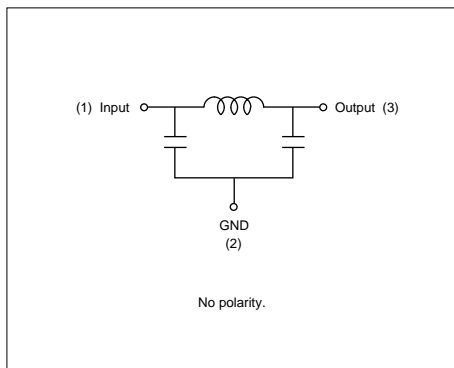 (1) Input
Output (3)
GND
(2)
No polarity.